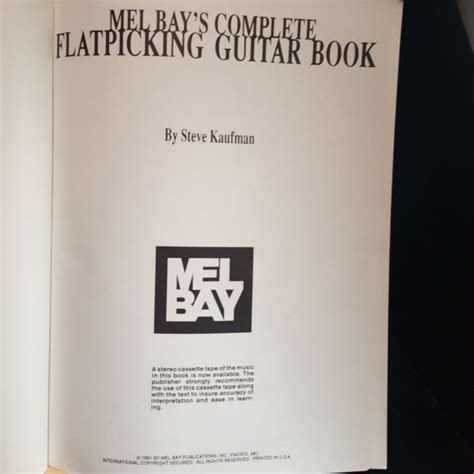 MEL BAY'S COMPLETE
FLATPICKING GUITAR BOOK
By Steve Kaufman
MEL
BAY
A stereo cassette tape of the music
in this book is now available. The
publisher strongly recommends
the use of this cassette tape along
with the text to insure accuracy of
interpretation and ease in learn-
ing.
© 1991 BY MEL BAY PUBLICATIONS, INC. PACIFIC, MO.
INTERNATIONAL COPYRIGHT SECURED. ALL RIGHTS RESERVED. PRINTED IN U.S.A.